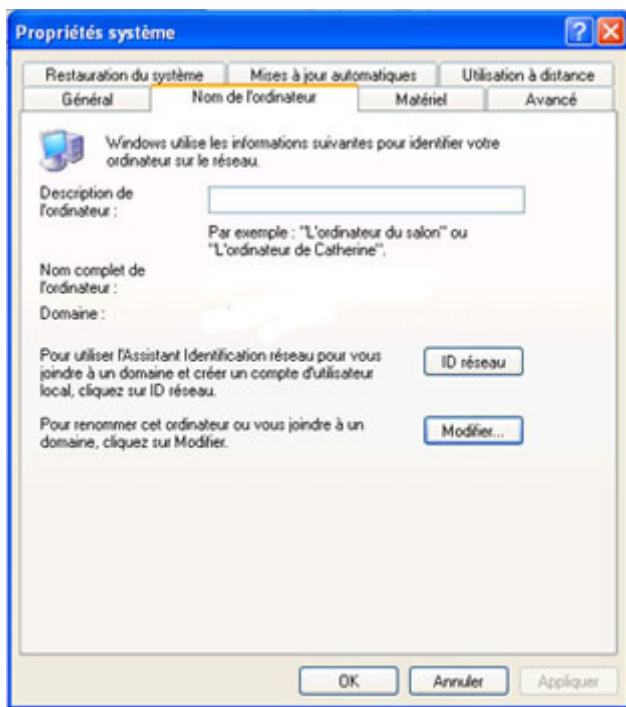 Propriétés système
Restauration du système Mises à jour automatiques Utilisation à distance
Général Nom de l'ordinateur Matériel Avancé
Windows utilise les informations suivantes pour identifier votre
ordinateur sur le réseau.
Description de
l'ordinateur :
Par exemple : "L'ordinateur du salon" ou
"L'ordinateur de Catherine".
Nom complet de
l'ordinateur :
Domaine :
Pour utiliser l'Assistant Identification réseau pour vous
joindre à un domaine et créer un compte d'utilisateur
local, cliquez sur ID réseau.
ID réseau
Pour renommer cet ordinateur ou vous joindre à un
domaine, cliquez sur Modifier.
Modifier...
OK Annuler Appliquer